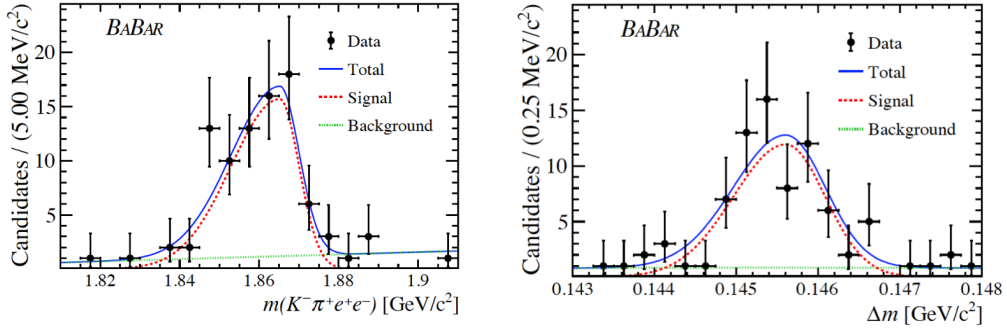 BABAR
Data
Total
Signal
Background
Candidates / (5.00 MeV/c²)
20
15
10
5
0
1.82
1.84
1.86
1.88
1.9
m(K⁻π⁺e⁺e⁻) [GeV/c²]
BABAR
Data
Total
Signal
Background
Candidates / (0.25 MeV/c²)
20
15
10
5
0
0.143
0.144
0.145
0.146
0.147
0.148
Δm [GeV/c²]